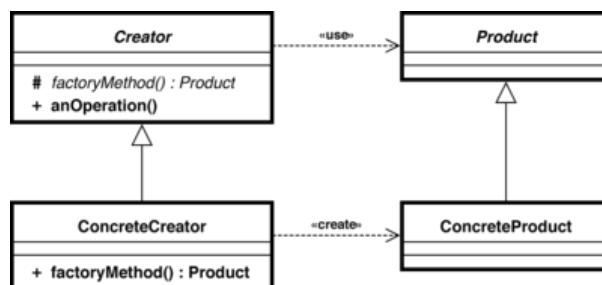 Creator
«use»
Product
# factoryMethod() : Product
+ anOperation()
ConcreteCreator
«create»
ConcreteProduct
+ factoryMethod() : Product